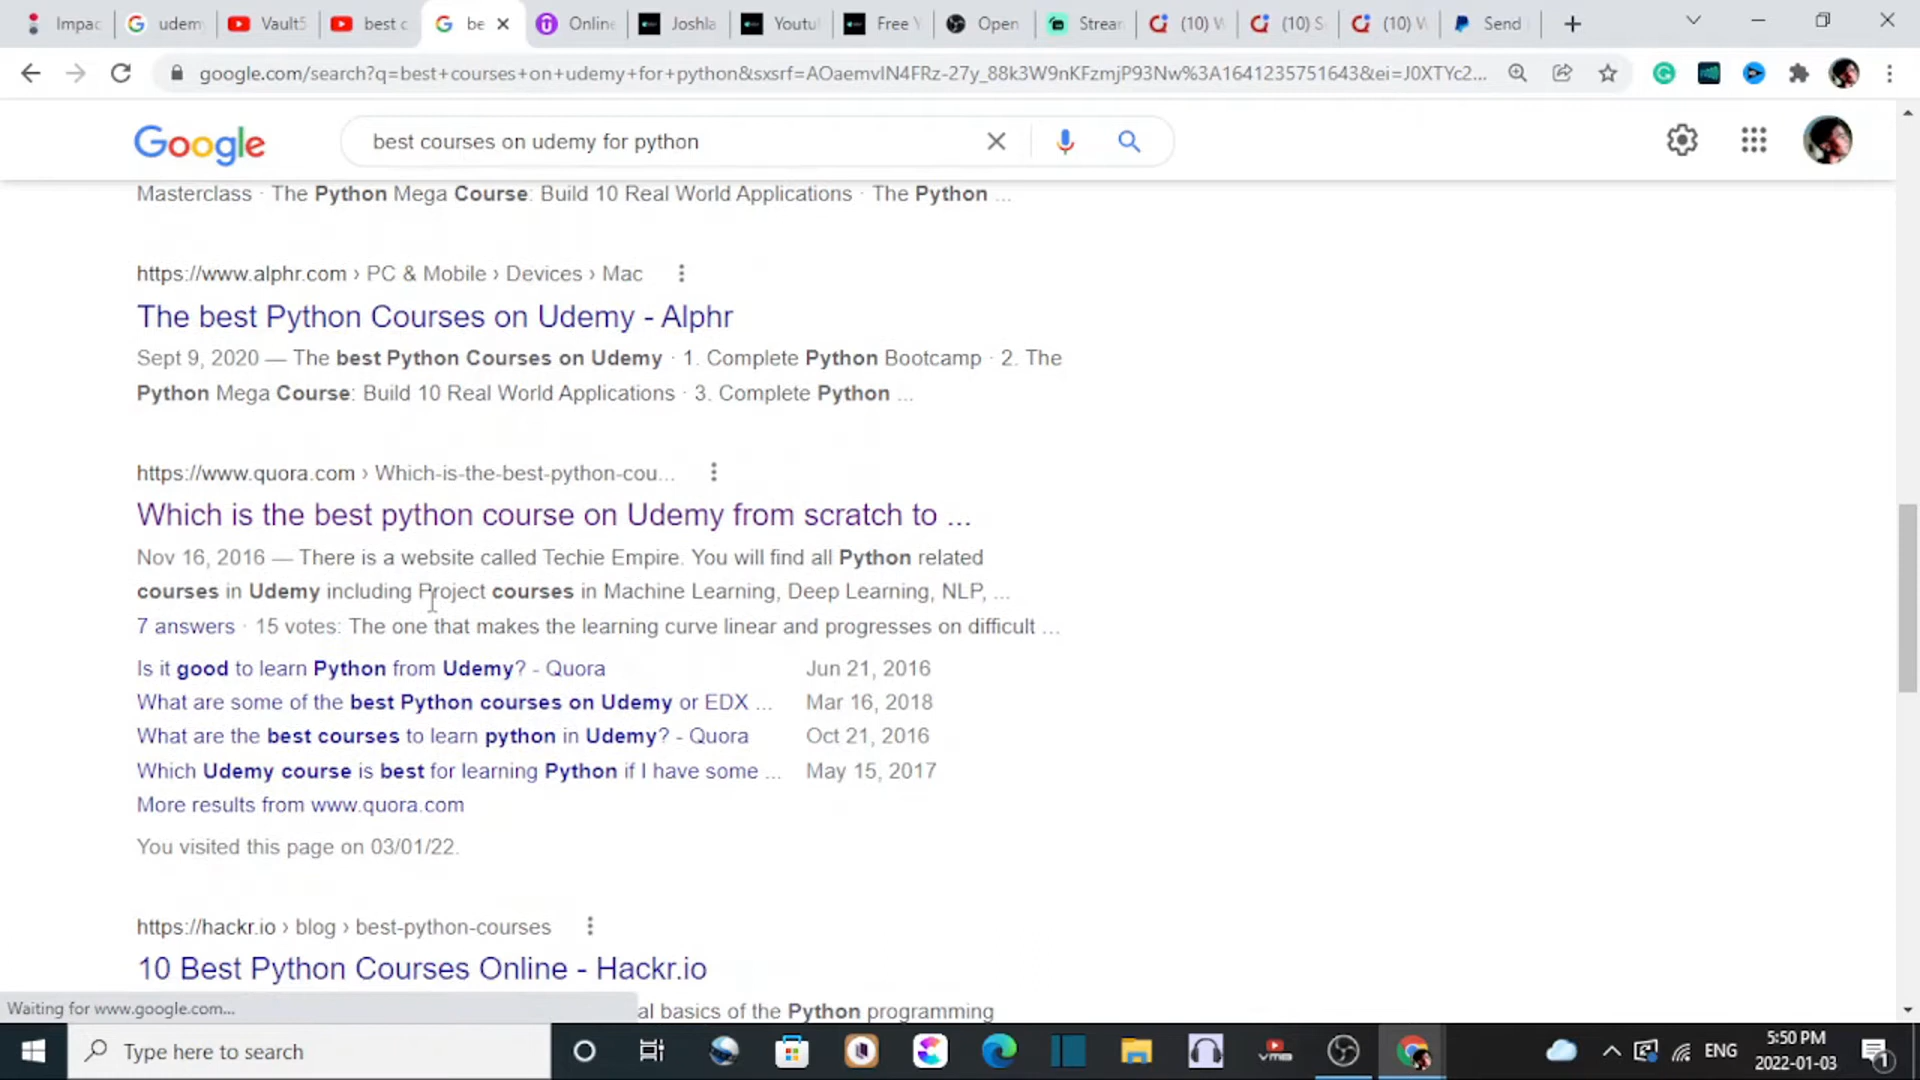 Impac
udemy
Vault5
best c
be
Online
Joshla
Youtu
Free Y
Open
Strear
(10) W
(10) S
(10) W
Send
google.com/search?q=best+courses+on+udemy+for+python&sxsrf=AOaemvIN4FRz-27y_88k3W9nKFzmjP93Nw%3A1641235751643&ei=J0XTYc2...
Google
best courses on udemy for python
Masterclass · The Python Mega Course: Build 10 Real World Applications · The Python ...
https://www.alphr.com › PC & Mobile › Devices › Mac
The best Python Courses on Udemy - Alphr
Sept 9, 2020 — The best Python Courses on Udemy · 1. Complete Python Bootcamp · 2. The
Python Mega Course: Build 10 Real World Applications · 3. Complete Python ...
https://www.quora.com › Which-is-the-best-python-cou...
Which is the best python course on Udemy from scratch to ...
Nov 16, 2016 — There is a website called Techie Empire. You will find all Python related
courses in Udemy including Project courses in Machine Learning, Deep Learning, NLP, ...
7 answers · 15 votes: The one that makes the learning curve linear and progresses on difficult ...
Is it good to learn Python from Udemy? - Quora Jun 21, 2016
What are some of the best Python courses on Udemy or EDX ... Mar 16, 2018
What are the best courses to learn python in Udemy? - Quora Oct 21, 2016
Which Udemy course is best for learning Python if I have some ... May 15, 2017
More results from www.quora.com
You visited this page on 03/01/22.
https://hackr.io › blog › best-python-courses
10 Best Python Courses Online - Hackr.io
Waiting for www.google.com...
al basics of the Python programming
Type here to search
ENG
5:50 PM
2022-01-03
1